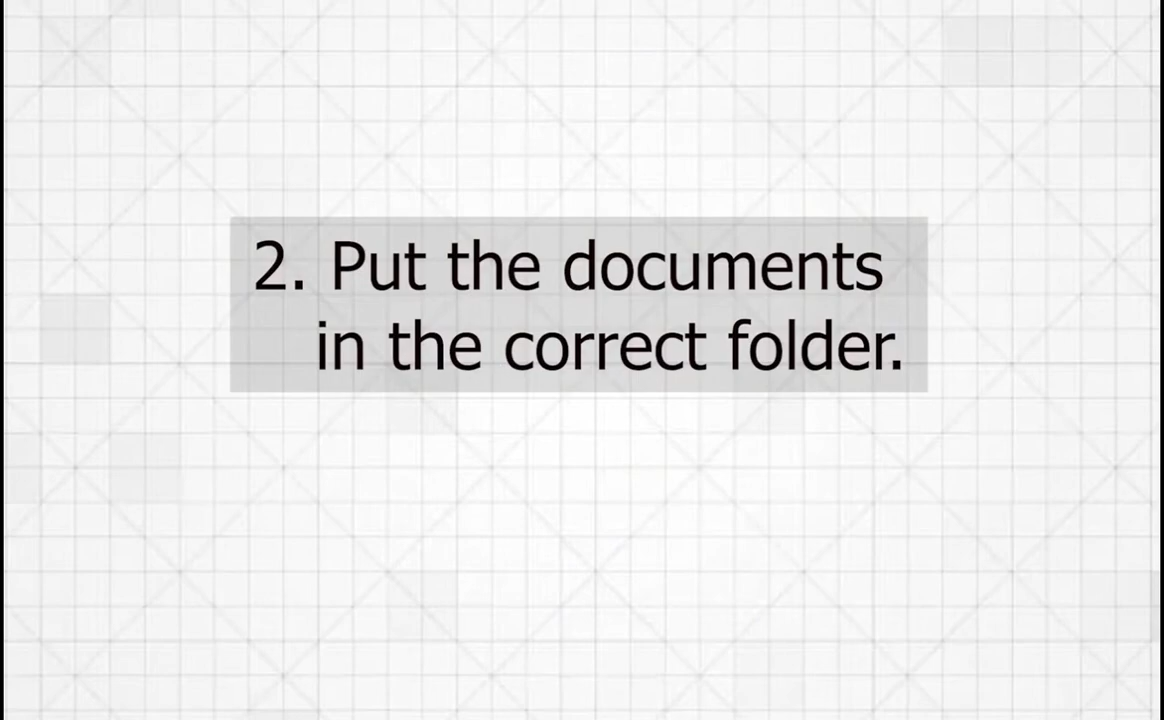 2. Put the documents
in the correct folder.